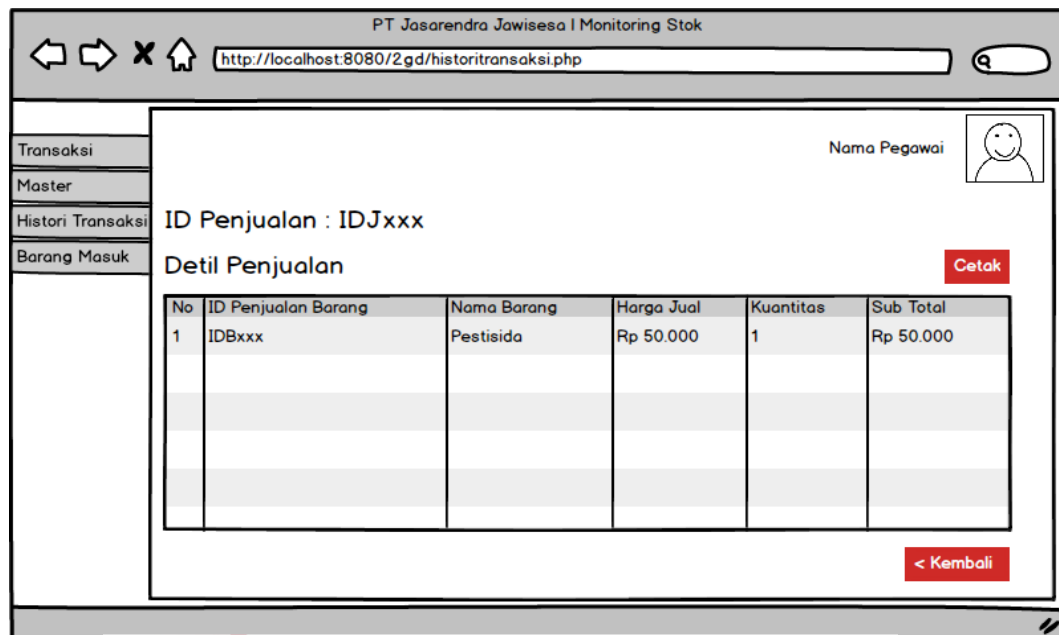 PT Jasarendra Jawisesa I Monitoring Stok
http://localhost:8080/2gd/historitransaksi.php
Nama Pegawai
Transaksi
Master
Histori Transaksi
Barang Masuk
ID Penjualan : IDJxxx
Detil Penjualan
Cetak
No ID Penjualan Barang Nama Barang Harga Jual Kuantitas Sub Total
1 IDBxxx Pestisida Rp 50.000 1 Rp 50.000
< Kembali